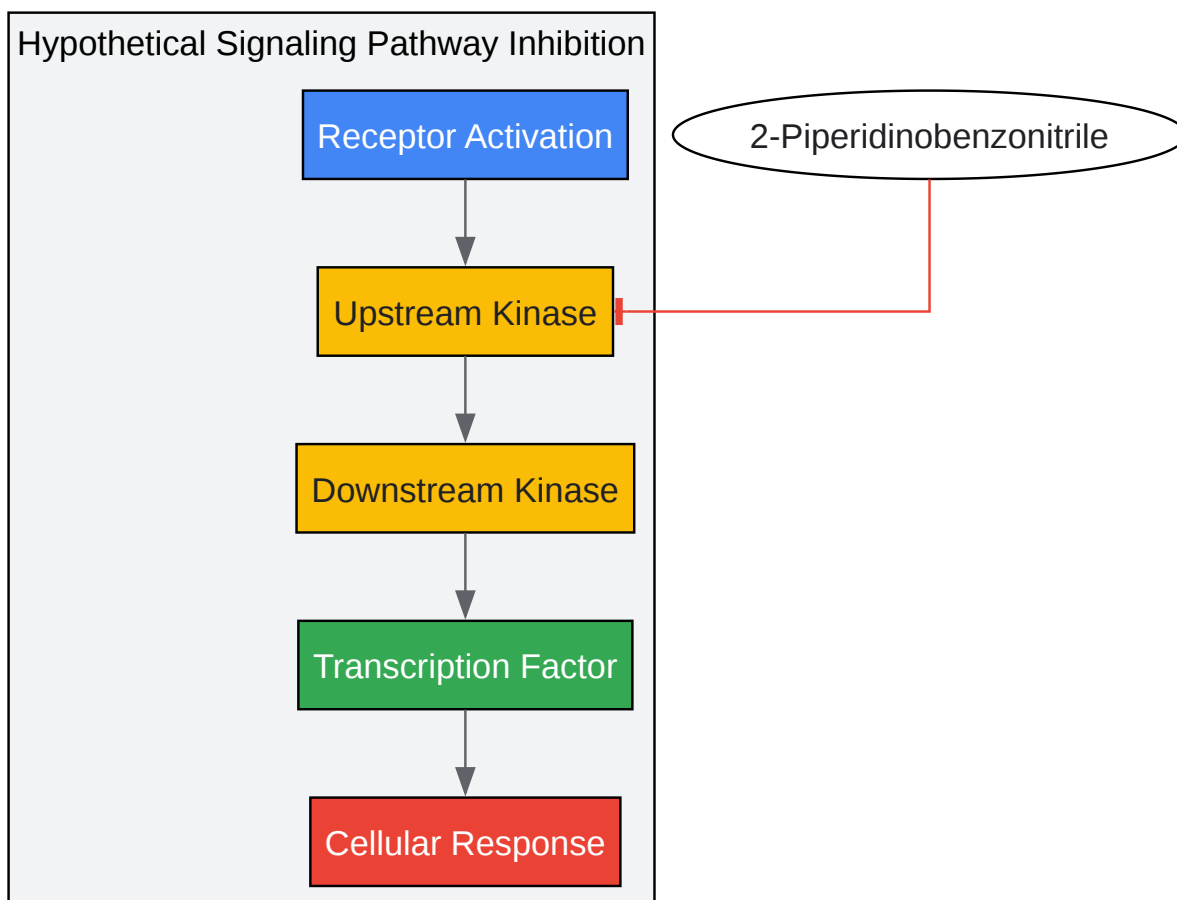 Hypothetical Signaling Pathway Inhibition
Receptor Activation
2-Piperidinobenzonitrile
Upstream Kinase
Downstream Kinase
Transcription Factor
Cellular Response